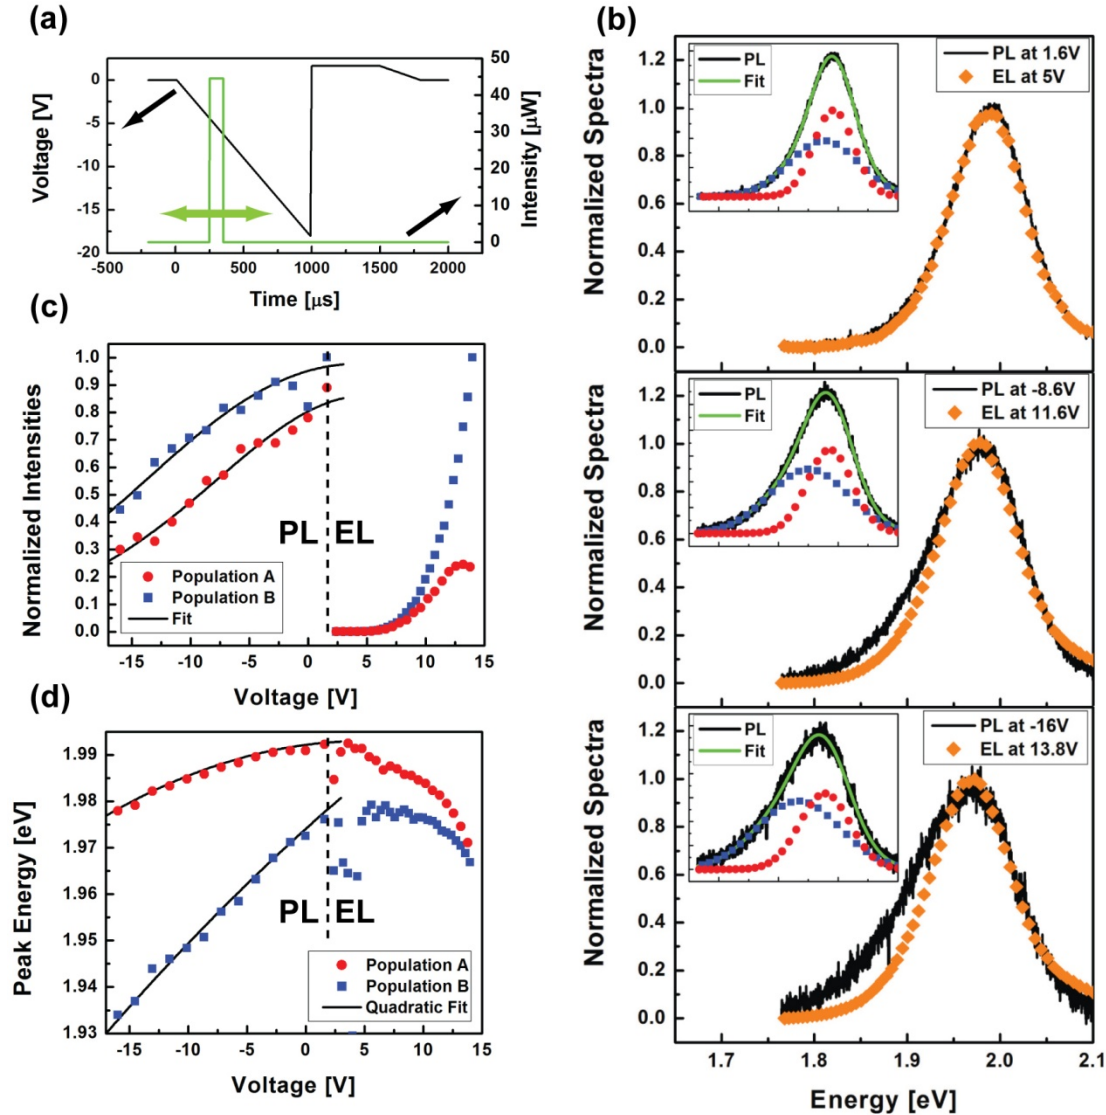 (a)
0
-5
-10
-15
-20
Voltage [V]
50
40
30
20
10
0
Intensity [µW]
-500 0 500 1000 1500 2000
Time [µs]
(b)
PL
Fit
PL at 1.6V
EL at 5V
1.2
1.0
0.8
0.6
0.4
0.2
0.0
Normalized Spectra
PL
Fit
PL at -8.6V
EL at 11.6V
1.2
1.0
0.8
0.6
0.4
0.2
0.0
Normalized Spectra
PL
Fit
PL at -16V
EL at 13.8V
1.2
1.0
0.8
0.6
0.4
0.2
0.0
Normalized Spectra
1.7 1.8 1.9 2.0 2.1
Energy [eV]
(c)
1.0
0.9
0.8
0.7
0.6
0.5
0.4
0.3
0.2
0.1
0.0
Normalized Intensities
PL EL
Population A
Population B
Fit
-15 -10 -5 0 5 10 15
Voltage [V]
(d)
1.99
1.98
1.97
1.96
1.95
1.94
1.93
Peak Energy [eV]
PL EL
Population A
Population B
Quadratic Fit
-15 -10 -5 0 5 10 15
Voltage [V]